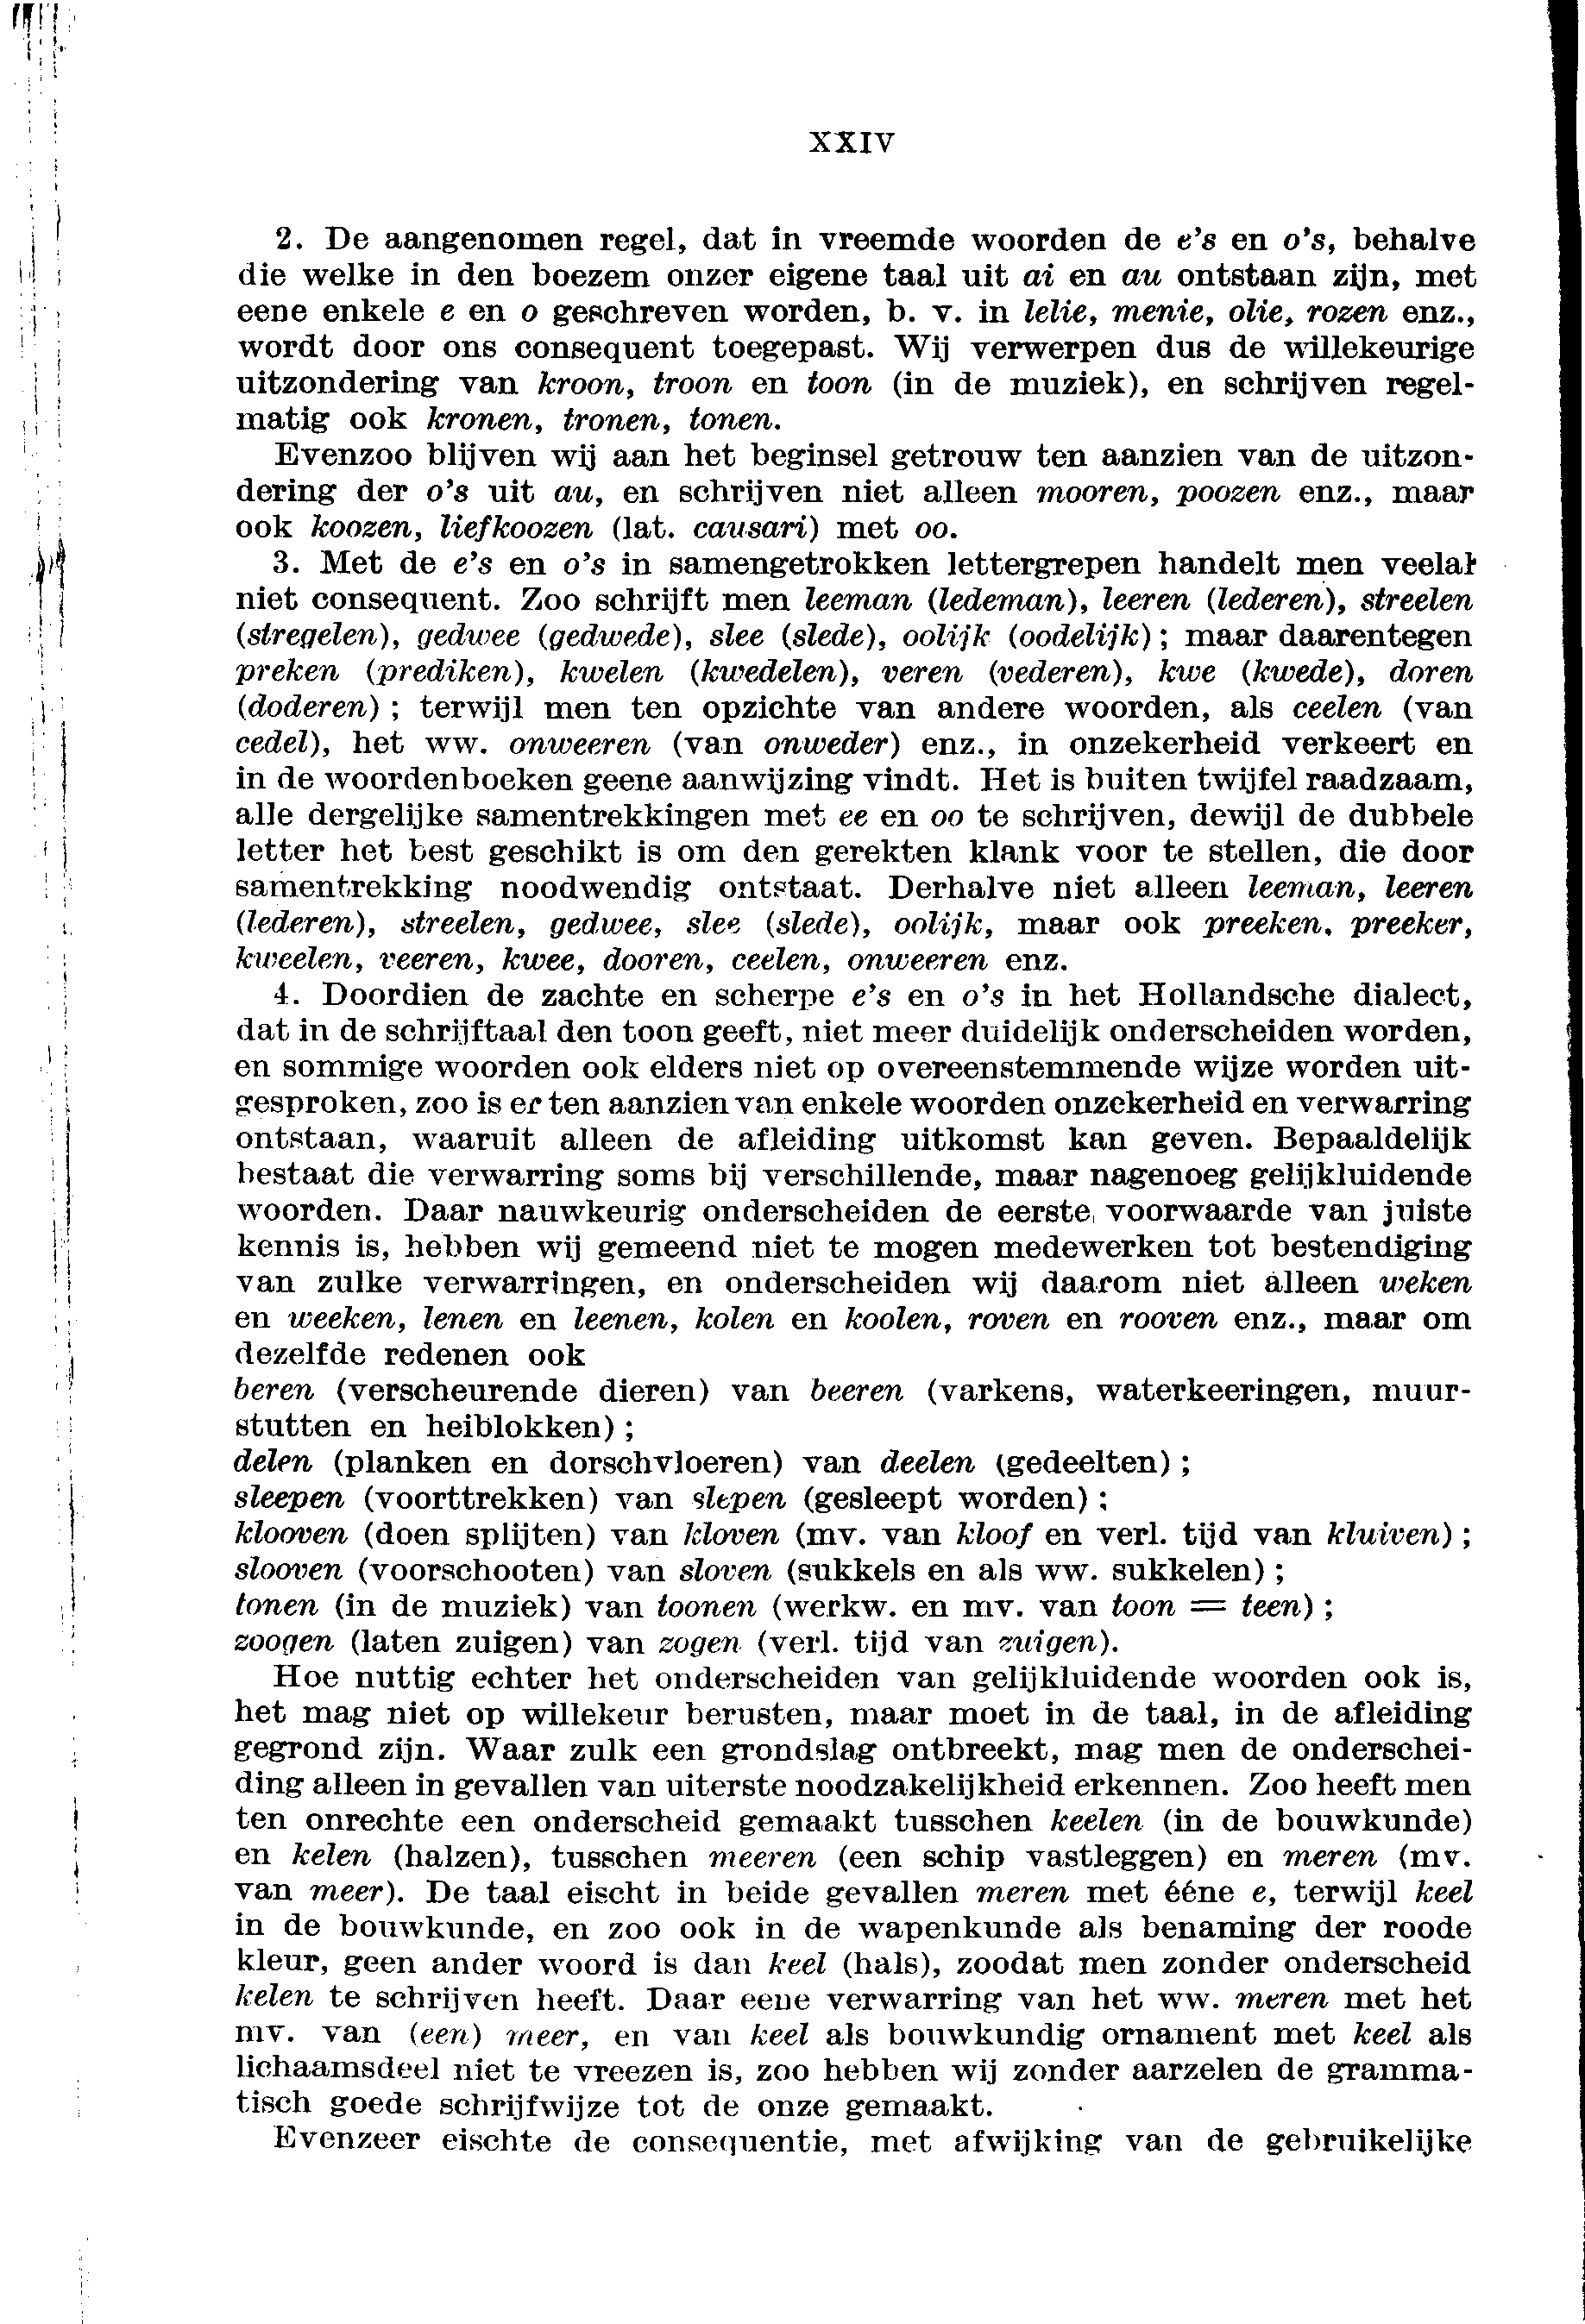 XXIV
2. De aangenomen regel, dat in vreemde woorden de e's en o's, behalve
die welke in den boezem onzer eigene taal uit ai en au ontstaan zijn, met
eene enkele e en o geschreven worden, b. v. in lelie, menie, olie, rozen enz.,
wordt door ons consequent toegepast. Wij verwerpen dus de willekeurige
uitzondering van kroon, troon en toon (in de muziek), en schrijven regel-
matig ook kronen, tronen, tonen.
Evenzoo blijven wij aan het beginsel getrouw ten aanzien van de uitzon-
dering der o's uit au, en schrijven niet alleen mooren, poozen enz., maar
ook koozen, liefkoozen (lat. causari) met oo.
3. Met de e's en o's in samengetrokken lettergrepen handelt men veelal
niet consequent. Zoo schrijft men leeman (ledeman), leeren (lederen), streelen
(stregelen), gedwee (gedwede), slee (slede), oolijk (oodelijk); maar daarentegen
preken (prediken), kwelen (kwedelen), veren (vederen), kwe (kwede), doren
(doderen); terwijl men ten opzichte van andere woorden, als ceelen (van
cedel), het ww. onweeren (van onweder) enz., in onzekerheid verkeert en
in de woordenboeken geene aanwijzing vindt. Het is buiten twijfel raadzaam,
alle dergelijke samentrekkingen met ee en oo te schrijven, dewijl de dubbele
letter het best geschikt is om den gerekten klank voor te stellen, die door
samentrekking noodwendig ontstaat. Derhalve niet alleen leeman, leeren
(lederen), streelen, gedwee, slee (slede), oolijk, maar ook preeken, preeker,
kweelen, veeren, kwee, dooren, ceelen, onweeren enz.
4. Doordien de zachte en scherpe e's en o's in het Hollandsche dialect,
dat in de schrijftaal den toon geeft, niet meer duidelijk onderscheiden worden,
en sommige woorden ook elders niet op overeenstemmende wijze worden uit-
gesproken, zoo is er ten aanzien van enkele woorden onzekerheid en verwarring
ontstaan, waaruit alleen de afleiding uitkomst kan geven. Bepaaldelijk
bestaat die verwarring soms bij verschillende, maar nagenoeg gelijkluidende
woorden. Daar nauwkeurig onderscheiden de eerste voorwaarde van juiste
kennis is, hebben wij gemeend niet te mogen medewerken tot bestendiging
van zulke verwarringen, en onderscheiden wij daarom niet alleen weken
en weeken, lenen en leenen, kolen en koolen, roven en rooven enz., maar om
dezelfde redenen ook
beren (verscheurende dieren) van beeren (varkens, waterkeeringen, muur-
stutten en heiblokken);
delen (planken en dorschvloeren) van deelen (gedeelten);
sleepen (voorttrekken) van slepen (gesleept worden);
klooven (doen splijten) van kloven (mv. van kloof en verl. tijd van kluiven);
slooven (voorschooten) van sloven (sukkels en als ww. sukkelen);
tonen (in de muziek) van toonen (werkw. en mv. van toon = teen);
zoogen (laten zuigen) van zogen (verl. tijd van zuigen).
Hoe nuttig echter het onderscheiden van gelijkluidende woorden ook is,
het mag niet op willekeur berusten, maar moet in de taal, in de afleiding
gegrond zijn. Waar zulk een grondslag ontbreekt, mag men de onderschei-
ding alleen in gevallen van uiterste noodzakelijkheid erkennen. Zoo heeft men
ten onrechte een onderscheid gemaakt tusschen keelen (in de bouwkunde)
en kelen (halzen), tusschen meeren (een schip vastleggen) en meren (mv.
van meer). De taal eischt in beide gevallen meren met ééne e, terwijl keel
in de bouwkunde, en zoo ook in de wapenkunde als benaming der roode
kleur, geen ander woord is dan keel (hals), zoodat men zonder onderscheid
kelen te schrijven heeft. Daar eene verwarring van het ww. meren met het
mv. van (een) meer, en van keel als bouwkundig ornament met keel als
lichaamsdeel niet te vreezen is, zoo hebben wij zonder aarzelen de gramma-
tisch goede schrijfwijze tot de onze gemaakt.
Evenzeer eischte de consequentie, met afwijking van de gebruikelijke